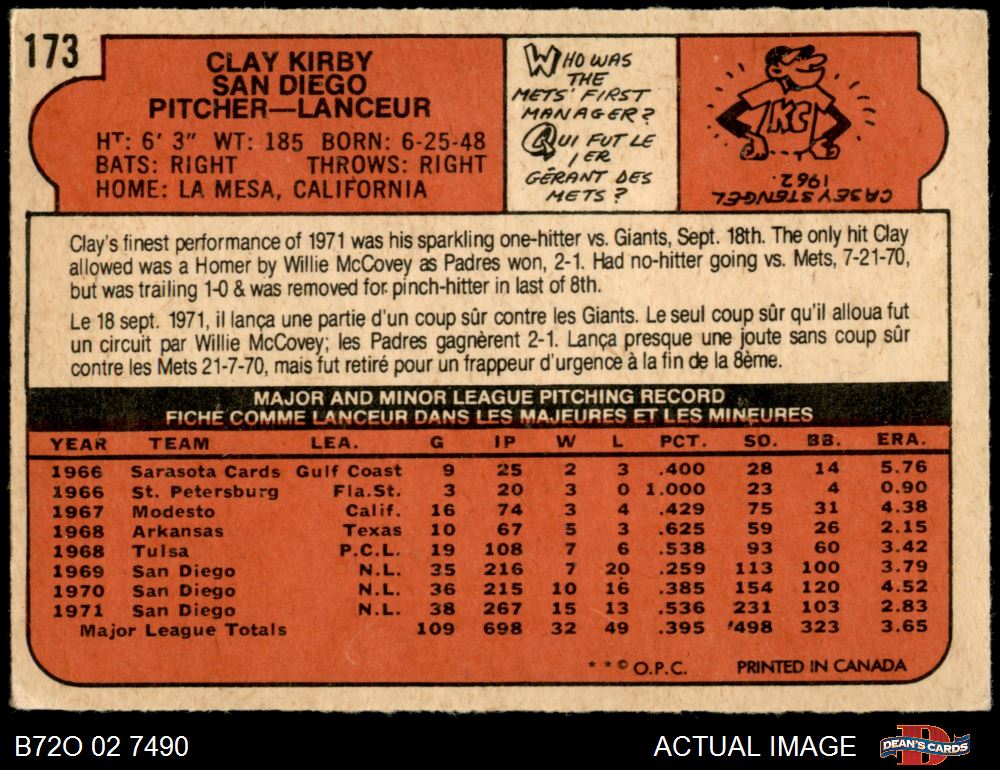 173
CLAY KIRBY
SAN DIEGO
PITCHER—LANCEUR
HT: 6' 3" WT: 185 BORN: 6-25-48
BATS: RIGHT THROWS: RIGHT
HOME: LA MESA, CALIFORNIA
WHO WAS
THE
METS' FIRST
MANAGER?
QUI FUT LE
1ER
GÉRANT DES
METS?
KC
CASEY STENGEL
1962.
Clay's finest performance of 1971 was his sparkling one-hitter vs. Giants, Sept. 18th. The only hit Clay
allowed was a Homer by Willie McCovey as Padres won, 2-1. Had no-hitter going vs. Mets, 7-21-70,
but was trailing 1-0 & was removed for pinch-hitter in last of 8th.
Le 18 sept. 1971, il lança une partie d'un coup sûr contre les Giants. Le seul coup sûr qu'il alloua fut
un circuit par Willie McCovey; les Padres gagnèrent 2-1. Lança presque une joute sans coup sûr
contre les Mets 21-7-70, mais fut retiré pour un frappeur d'urgence à la fin de la 8ème.
MAJOR AND MINOR LEAGUE PITCHING RECORD
FICHE COMME LANCEUR DANS LES MAJEURES ET LES MINEURES
YEAR TEAM LEA. G IP W L PCT. SO. BB. ERA.
1966 Sarasota Cards Gulf Coast 9 25 2 3 .400 28 14 5.76
1966 St. Petersburg Fla.St. 3 20 3 0 1.000 23 4 0.90
1967 Modesto Calif. 16 74 3 4 .429 75 31 4.38
1968 Arkansas Texas 10 67 5 3 .625 59 26 2.15
1968 Tulsa P.C.L. 19 108 7 6 .538 93 60 3.42
1969 San Diego N.L. 35 216 7 20 .259 113 100 3.79
1970 San Diego N.L. 36 215 10 16 .385 154 120 4.52
1971 San Diego N.L. 38 267 15 13 .536 231 103 2.83
Major League Totals 109 698 32 49 .395 498 323 3.65
* * © O.P.C. PRINTED IN CANADA
B72O 02 7490
ACTUAL IMAGE
DEAN'S CARDS